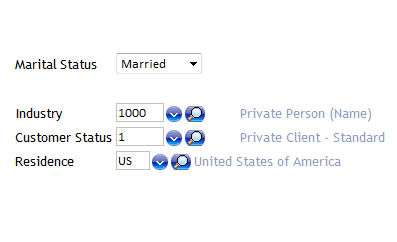 Marital Status Married
Industry 1000 Private Person (Name)
Customer Status 1 Private Client - Standard
Residence US United States of America